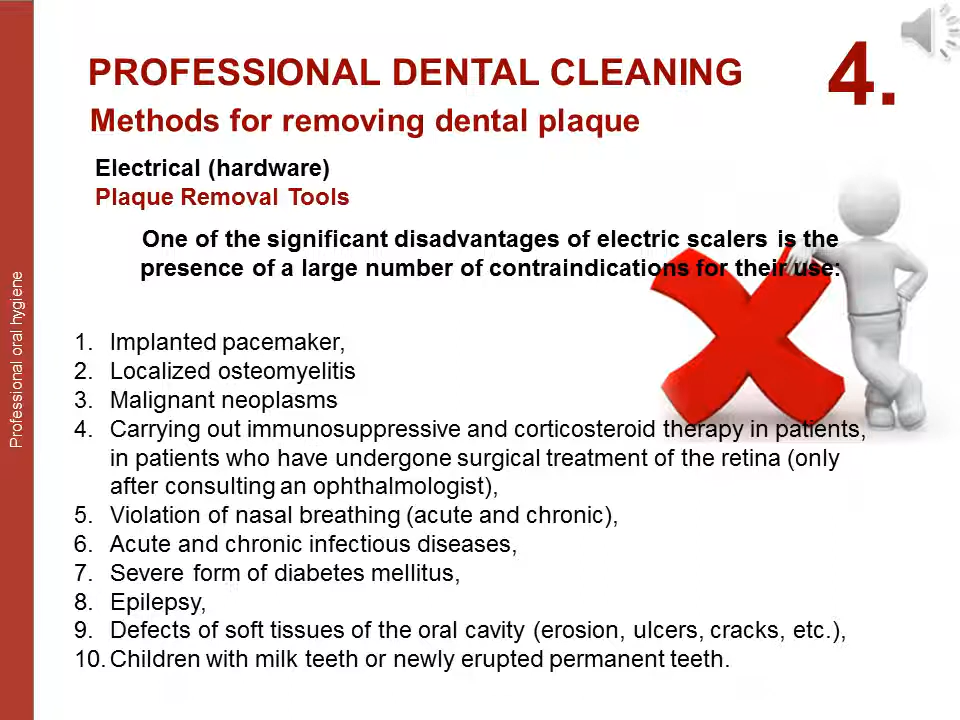 PROFESSIONAL DENTAL CLEANING
4.
Methods for removing dental plaque
Electrical (hardware)
Plaque Removal Tools
One of the significant disadvantages of electric scalers is the
presence of a large number of contraindications for their use:
1. Implanted pacemaker,
2. Localized osteomyelitis
3. Malignant neoplasms
4. Carrying out immunosuppressive and corticosteroid therapy in patients,
in patients who have undergone surgical treatment of the retina (only
after consulting an ophthalmologist),
5. Violation of nasal breathing (acute and chronic),
6. Acute and chronic infectious diseases,
7. Severe form of diabetes mellitus,
8. Epilepsy,
9. Defects of soft tissues of the oral cavity (erosion, ulcers, cracks, etc.),
10. Children with milk teeth or newly erupted permanent teeth.
Professional oral hygiene